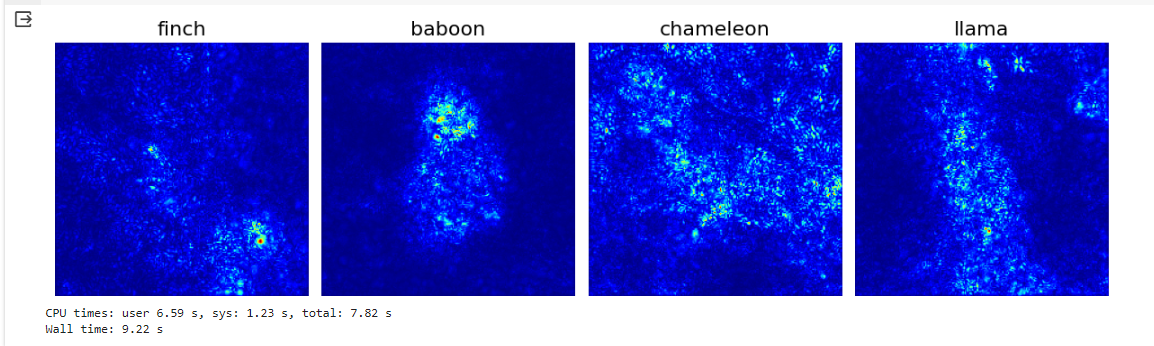 finch baboon chameleon llama
CPU times: user 6.59 s, sys: 1.23 s, total: 7.82 s
Wall time: 9.22 s